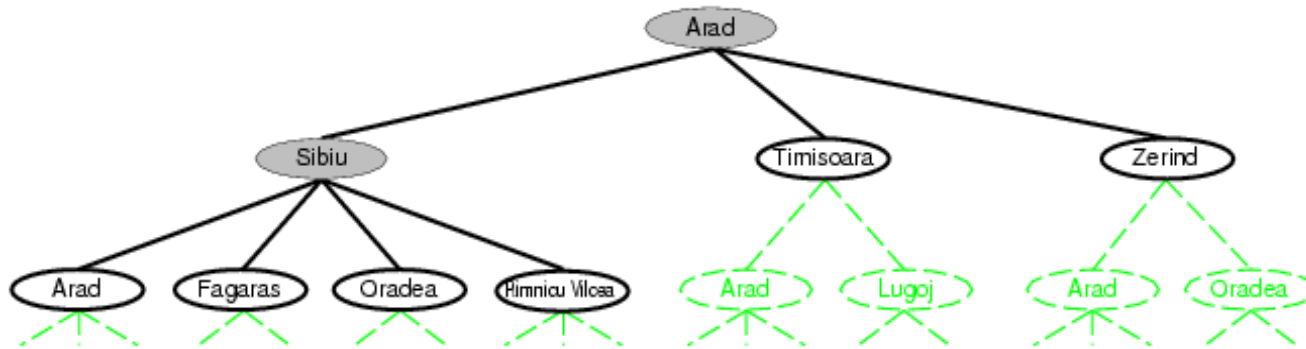 Arad
Sibiu Timisoara Zerind
Arad Fagaras Oradea Rimnicu Vilcea Arad Lugoj Arad Oradea